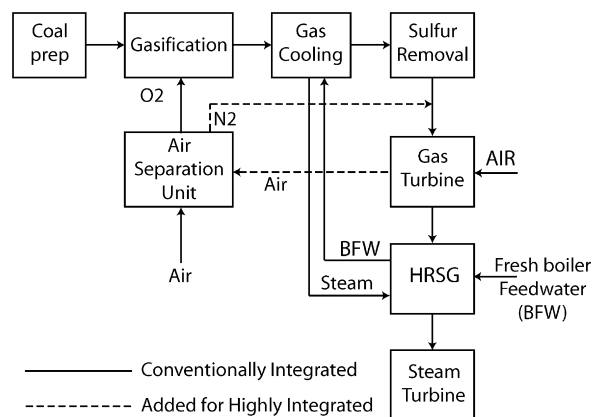 Coal
prep
Gasification
Gas
Cooling
Sulfur
Removal
O2
N2
Air
Separation
Unit
Air
Gas
Turbine
AIR
Air
BFW
Steam
HRSG
Fresh boiler
Feedwater
(BFW)
Steam
Turbine
Conventionally Integrated
Added for Highly Integrated